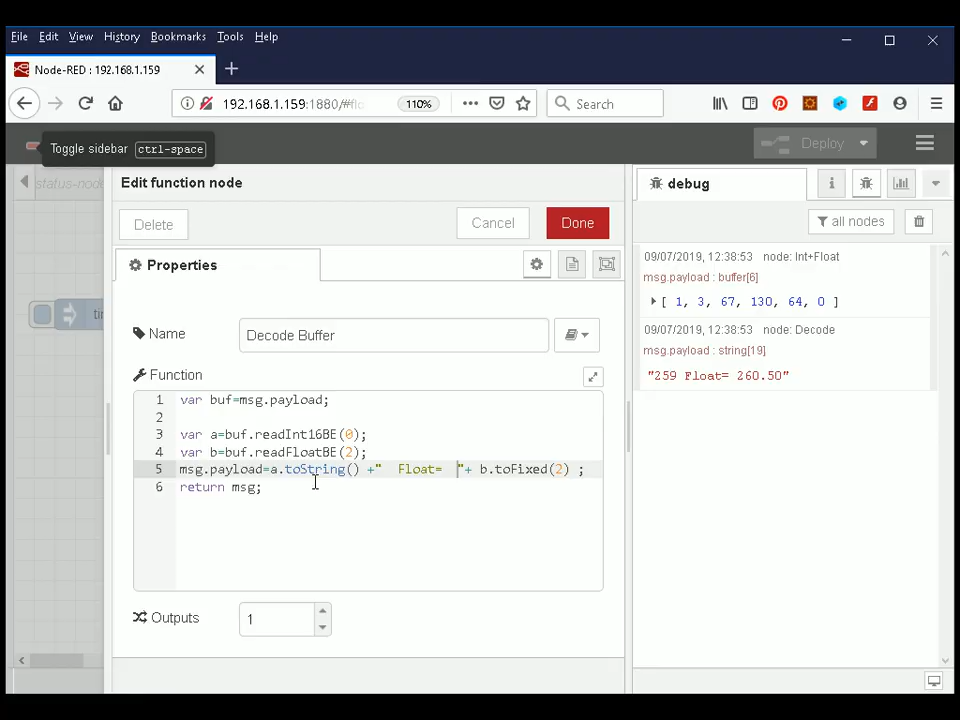 File Edit View History Bookmarks Tools Help
Node-RED : 192.168.1.159
192.168.1.159:1880/#flo 110% Search
Toggle sidebar ctrl-space
Deploy
status-node
Edit function node
Delete Cancel Done
Properties
Name Decode Buffer
Function
1 var buf=msg.payload;
2
3 var a=buf.readInt16BE(0);
4 var b=buf.readFloatBE(2);
5 msg.payload=a.toString() +"  Float=  "+ b.toFixed(2) ;
6 return msg;
Outputs 1
debug
all nodes
09/07/2019, 12:38:53 node: Int+Float
msg.payload : buffer[6]
[ 1, 3, 67, 130, 64, 0 ]
09/07/2019, 12:38:53 node: Decode
msg.payload : string[19]
"259 Float= 260.50"